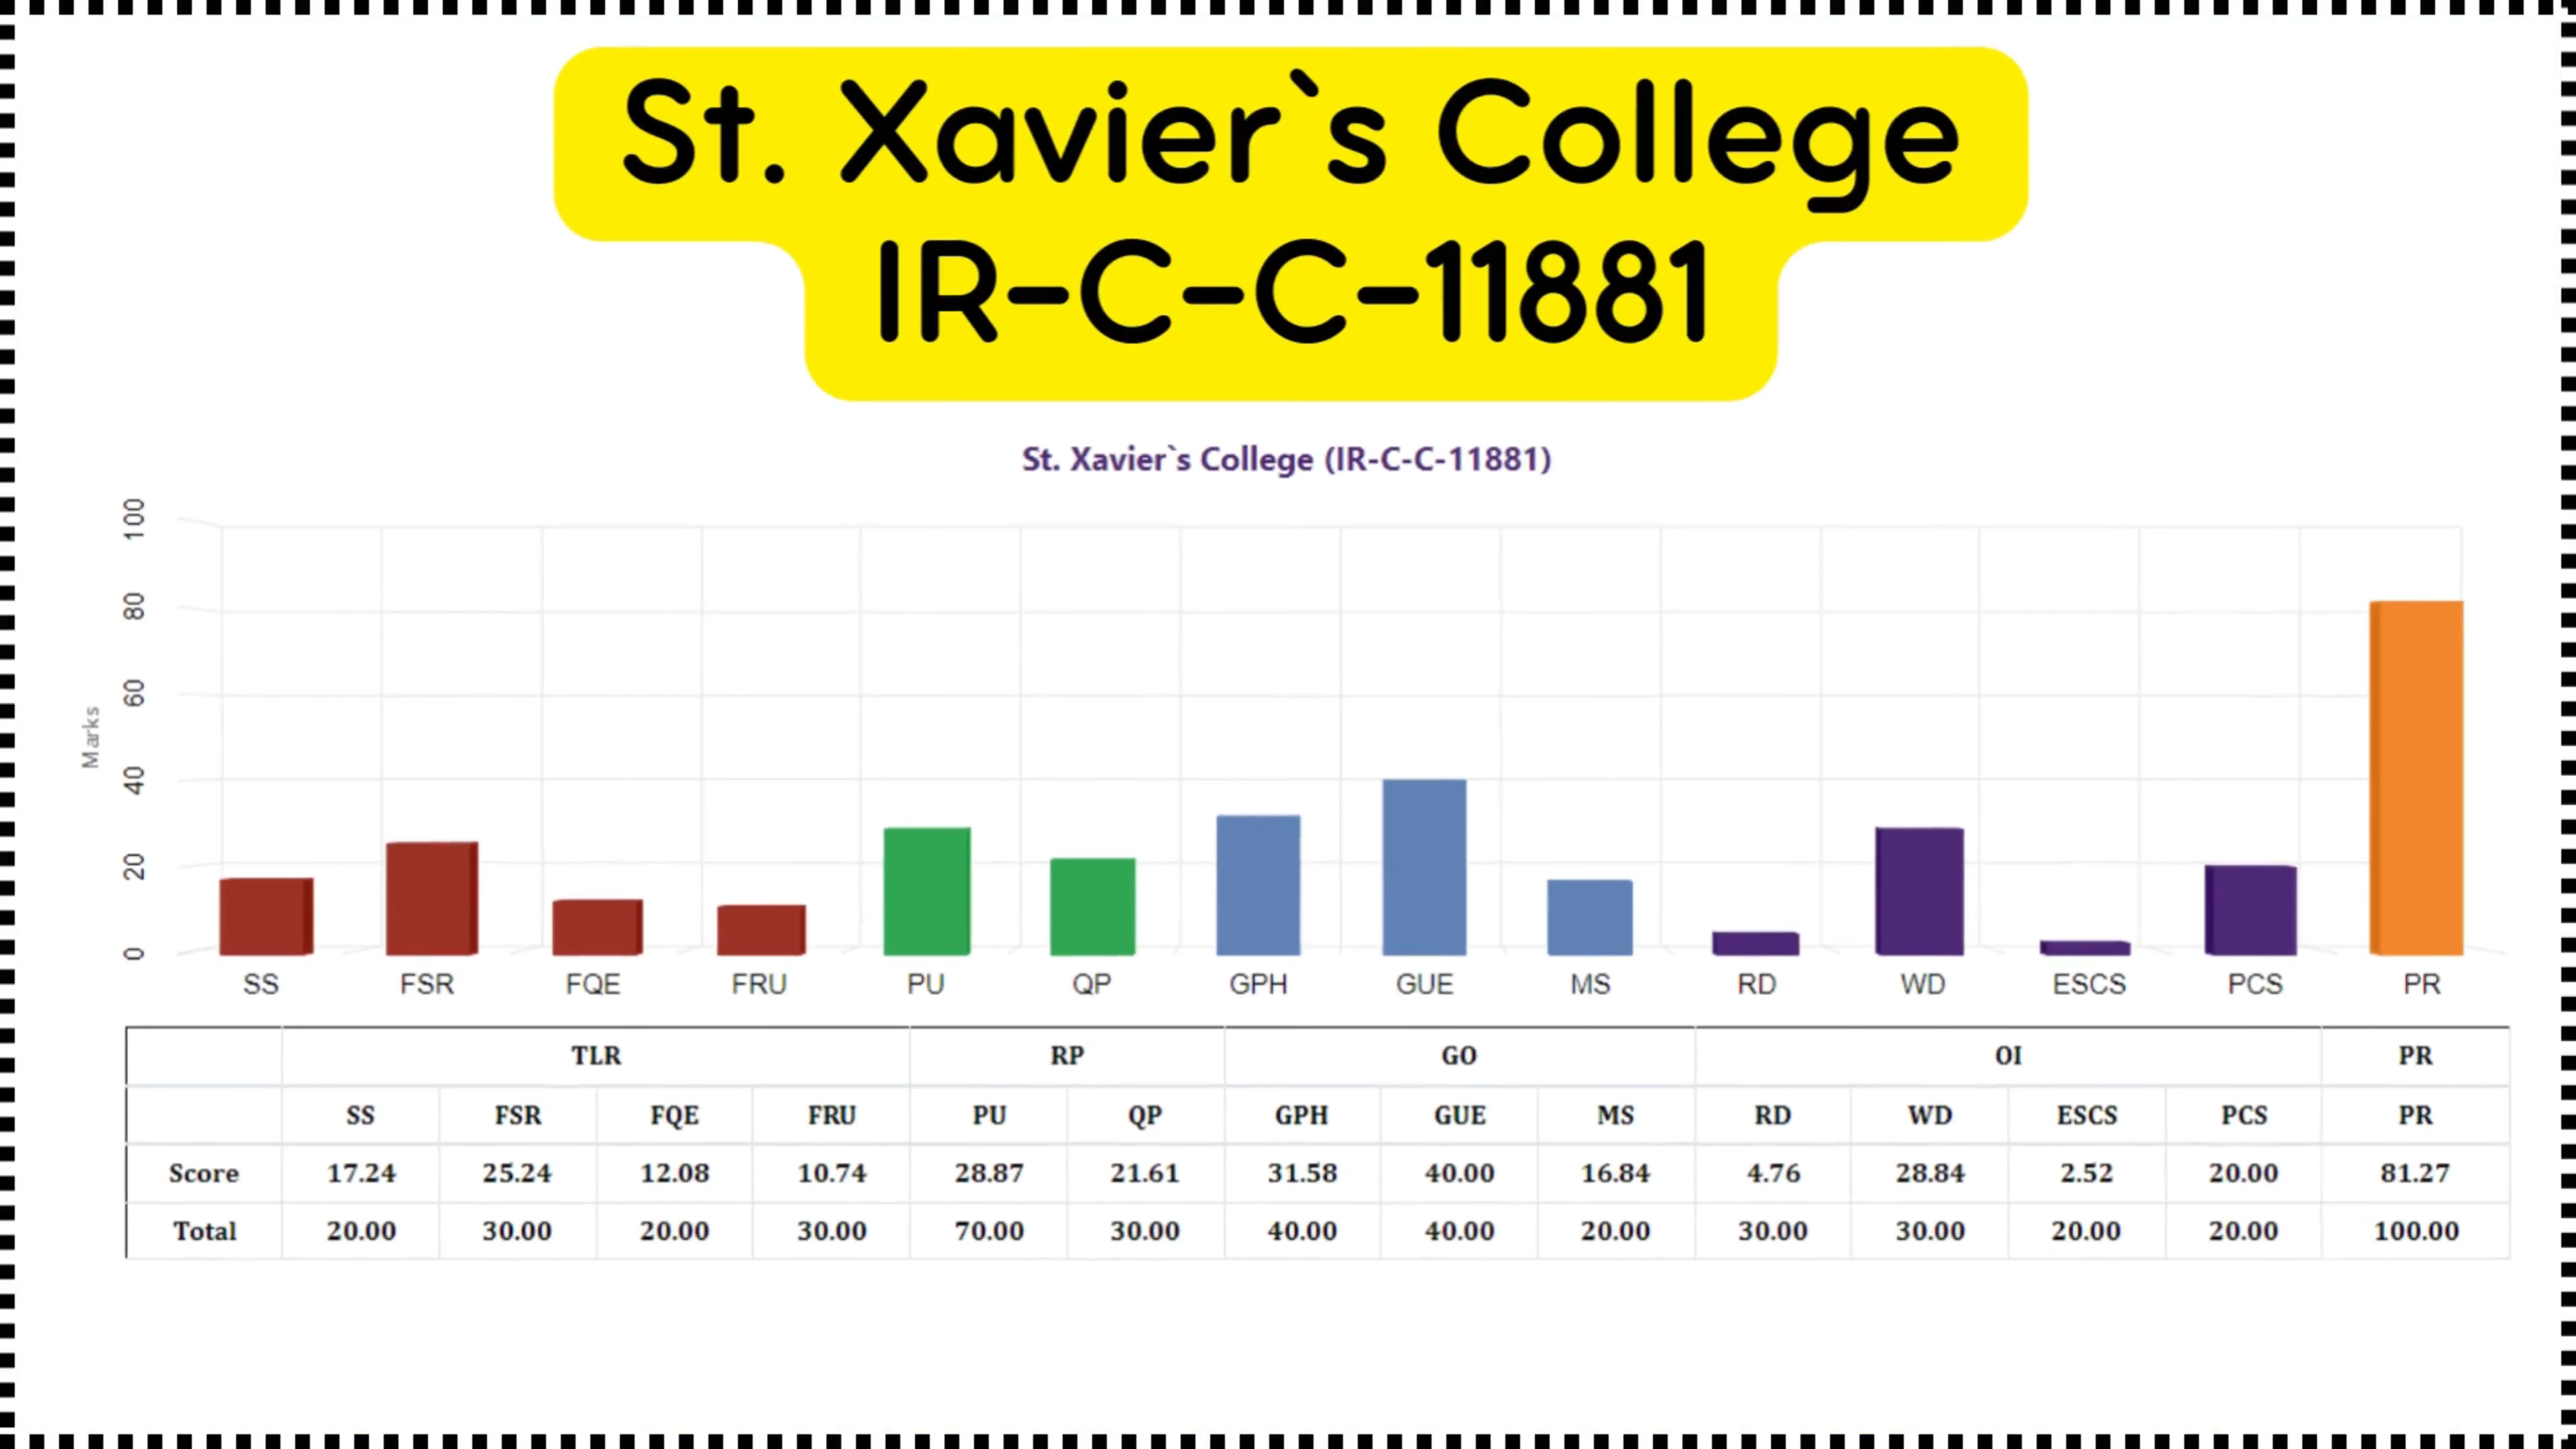 St. Xavier`s College
IR-C-C-11881
St. Xavier`s College (IR-C-C-11881)
Marks
100
80
60
40
20
0
SS FSR FQE FRU PU QP GPH GUE MS RD WD ESCS PCS PR
TLR RP GO OI PR
SS FSR FQE FRU PU QP GPH GUE MS RD WD ESCS PCS PR
Score 17.24 25.24 12.08 10.74 28.87 21.61 31.58 40.00 16.84 4.76 28.84 2.52 20.00 81.27
Total 20.00 30.00 20.00 30.00 70.00 30.00 40.00 40.00 20.00 30.00 30.00 20.00 20.00 100.00